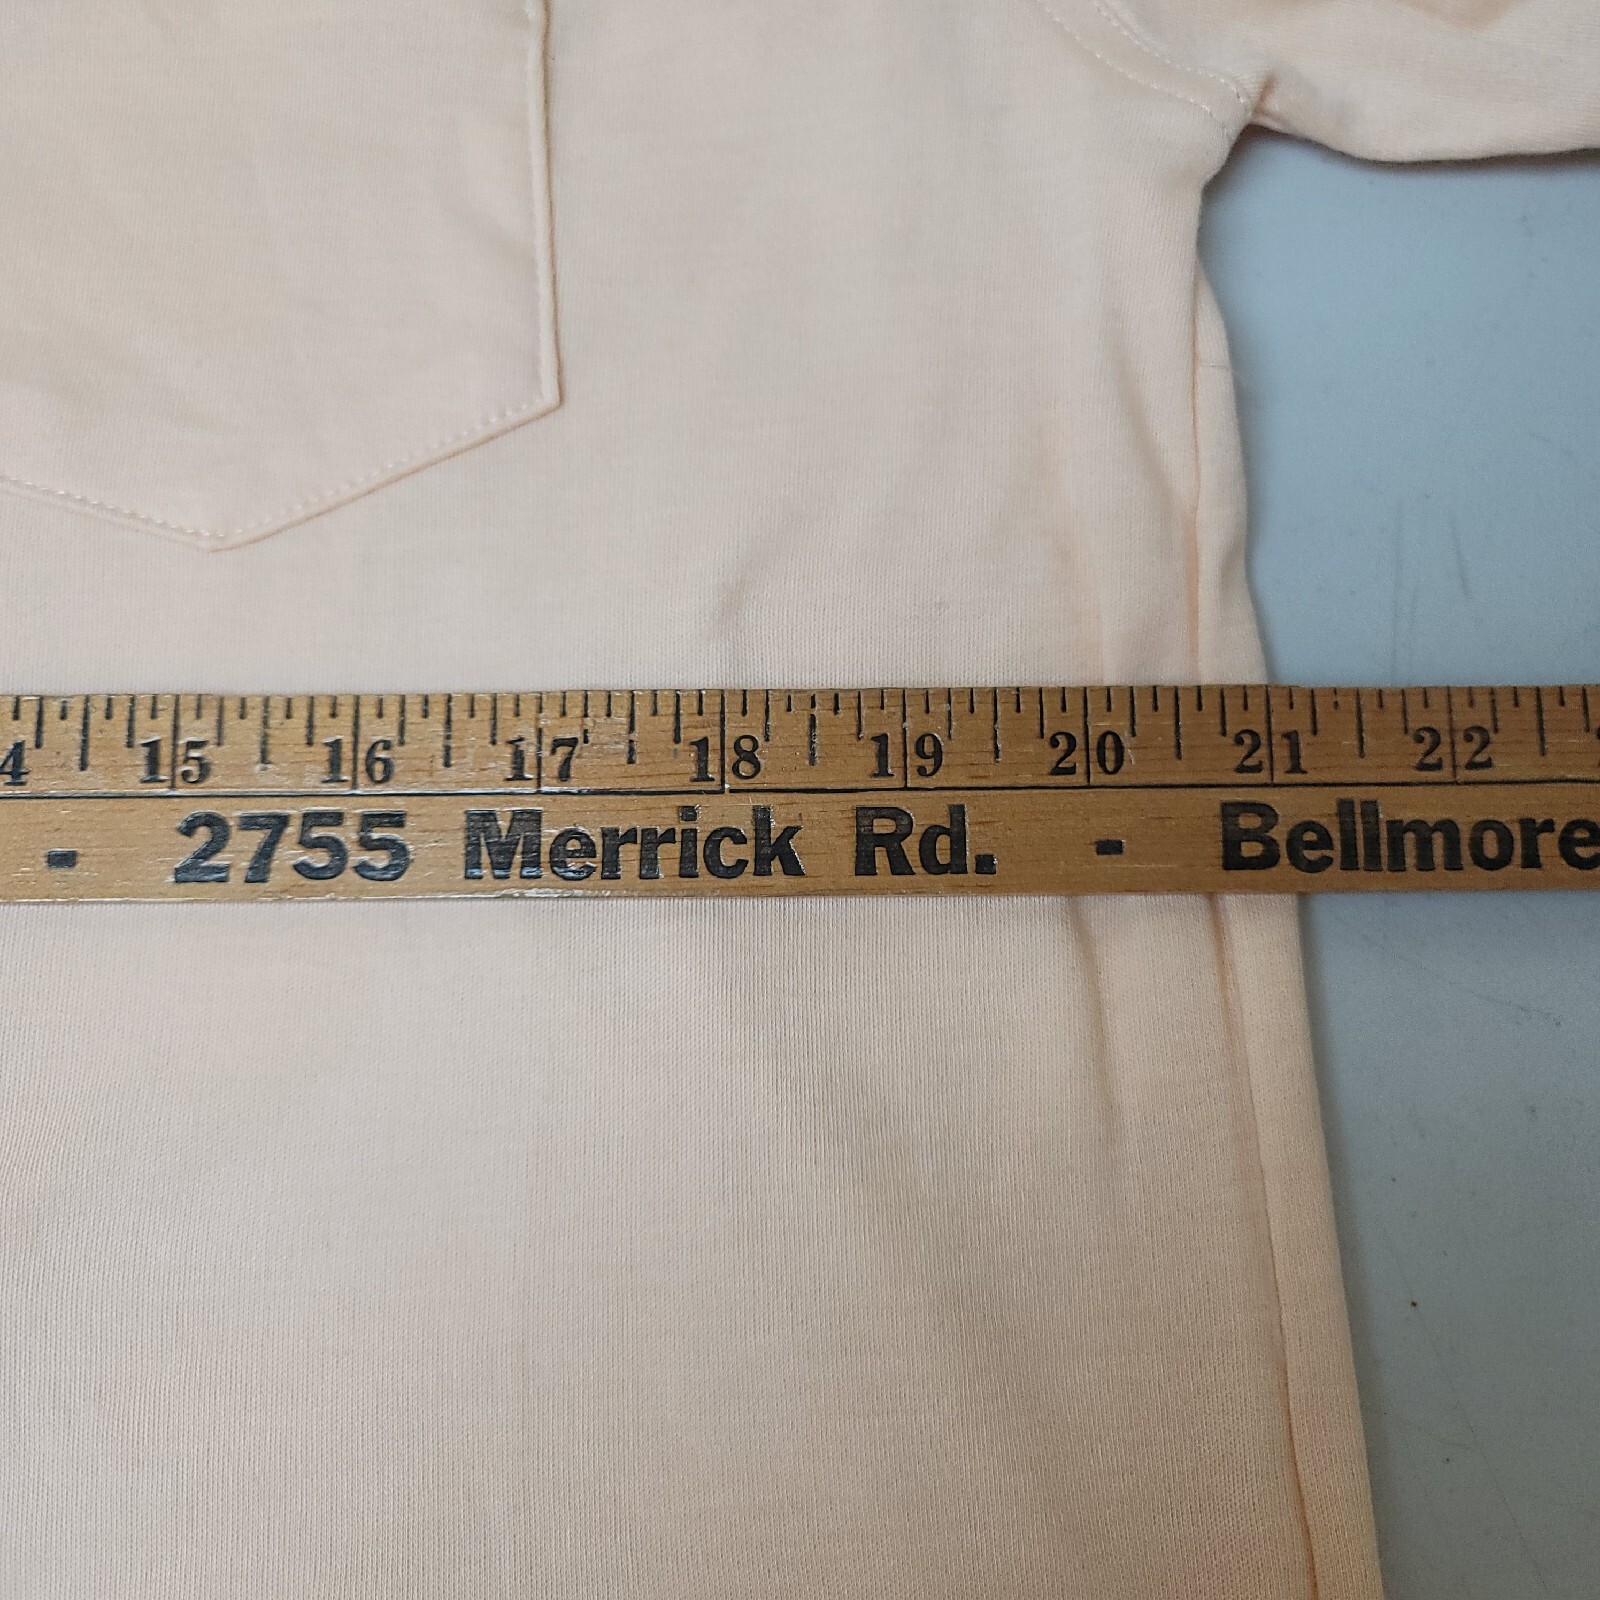 4 15 16 17 18 19 20 21 22
- 2755 Merrick Rd. - Bellmore